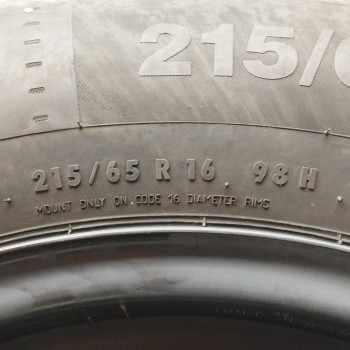 215/6
215/65 R 16 98 H
MOUNT ONLY ON CODE 16 DIAMETER RIMS